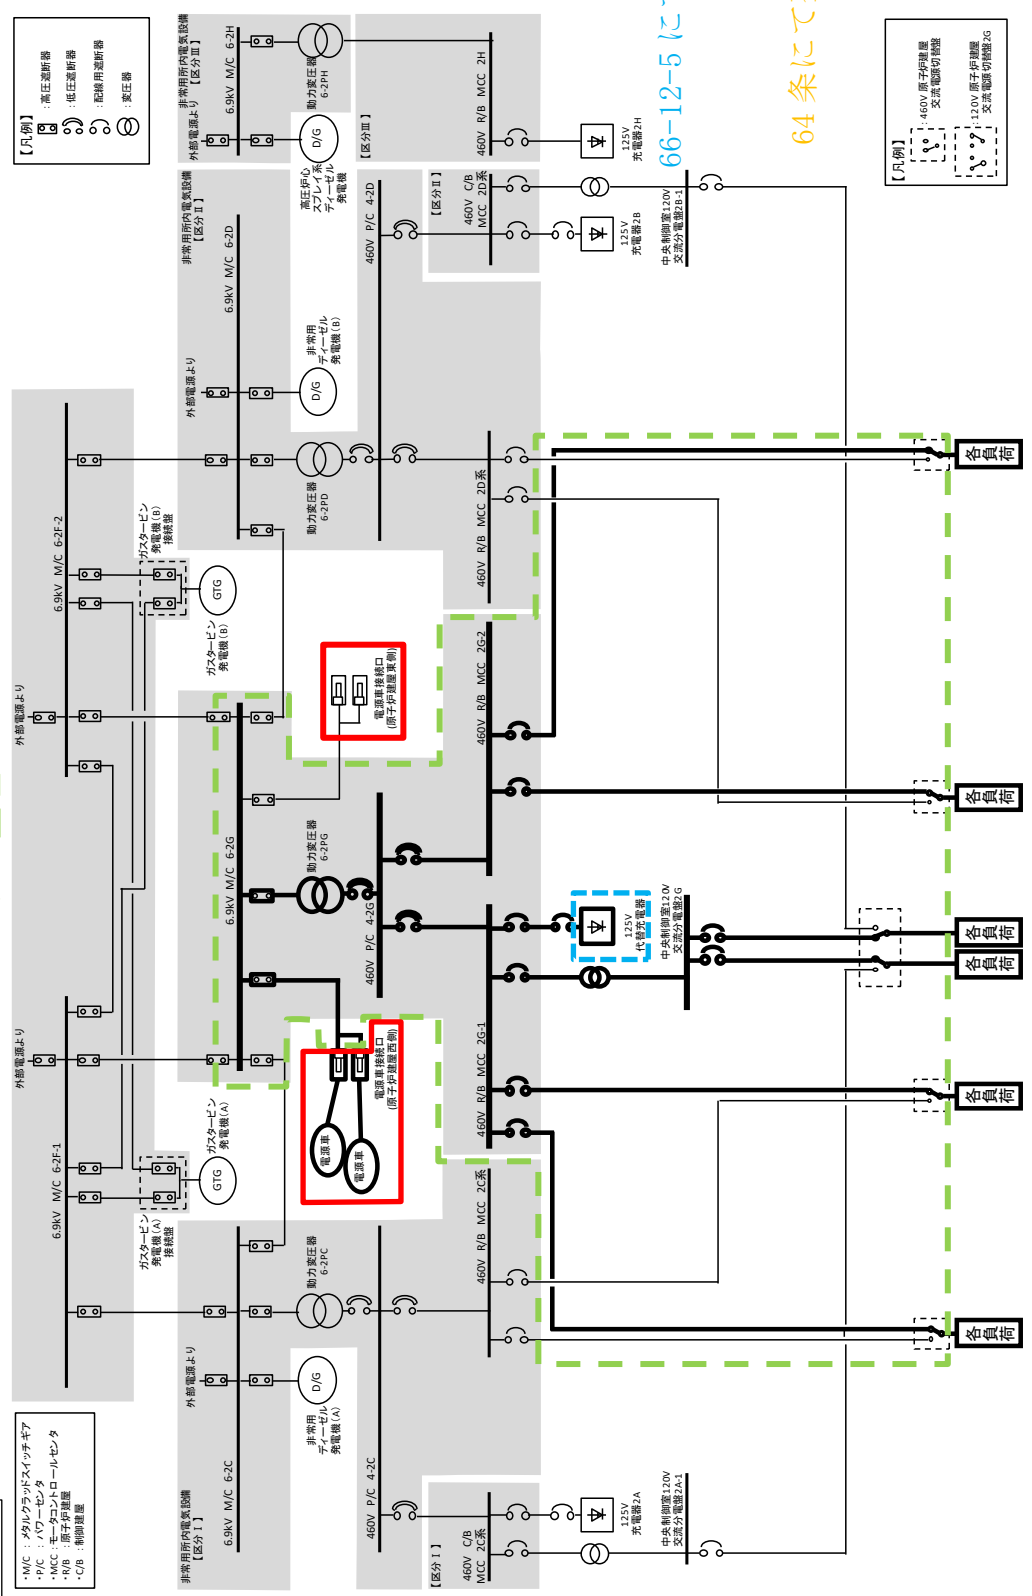 ・M/C ：メタルクラッドスイッチギア
・P/C ：パワーセンタ
・MCC：モータコントロールセンタ
・R/B ：原子炉建屋
・C/B ：制御建屋
外部電源より
外部電源より
6.9kV M/C 6-2F-1
6.9kV M/C 6-2F-2
ガスタービン
発電機(A)
接続盤
GTG
ガスタービン
発電機(A)
ガスタービン
発電機(B)
接続盤
GTG
ガスタービン
発電機(B)
【凡例】
：高圧遮断器
：低圧遮断器
：配線用遮断器
：変圧器
非常用所内電気設備
【区分Ⅰ】
外部電源より
6.9kV M/C 6-2C
非常用
ディーゼル
発電機(A)
D/G
動力変圧器
6-2PC
460V P/C 4-2C
【区分Ⅰ】
460V C/B
MCC 2C系
460V R/B MCC 2C系
125V
充電器2A
中央制御室120V
交流分電盤2A-1
6.9kV M/C 6-2G
動力変圧器
6-2PG
電源車
電源車
電源車接続口
(原子炉建屋西側)
電源車接続口
(原子炉建屋東側)
460V P/C 4-2G
460V R/B MCC 2G-1
460V R/B MCC 2G-2
125V
代替充電器
中央制御室120V
交流分電盤2G
非常用所内電気設備
【区分Ⅱ】
外部電源より
6.9kV M/C 6-2D
動力変圧器
6-2PD
D/G
非常用
ディーゼル
発電機(B)
460V P/C 4-2D
【区分Ⅱ】
460V C/B
MCC 2D系
460V R/B MCC 2D系
125V
充電器2B
中央制御室120V
交流分電盤2B-1
非常用所内電気設備
【区分Ⅲ】
外部電源より
6.9kV M/C 6-2H
動力変圧器
6-2PH
D/G
高圧炉心
スプレイ系
ディーゼル
発電機
【区分Ⅲ】
460V R/B MCC 2H
125V
充電器2H
66-12-5 に
64 条にて
【凡例】
：460V 原子炉建屋
交流電源切替盤
：120V 原子炉建屋
交流電源切替盤2G
各負荷
各負荷
各負荷
各負荷
各負荷
各負荷